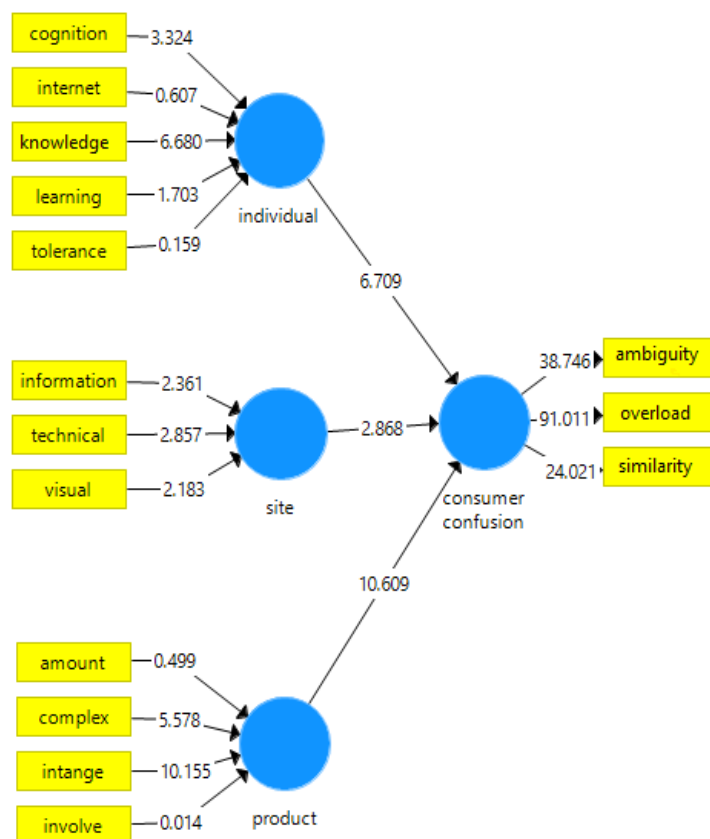 cognition
3.324
internet
0.607
knowledge
6.680
learning
1.703
tolerance
0.159
individual
6.709
information
2.361
technical
2.857
visual
2.183
site
2.868
ambiguity
38.746
overload
91.011
similarity
24.021
consumer
confusion
10.609
amount
0.499
complex
5.578
intange
10.155
involve
0.014
product